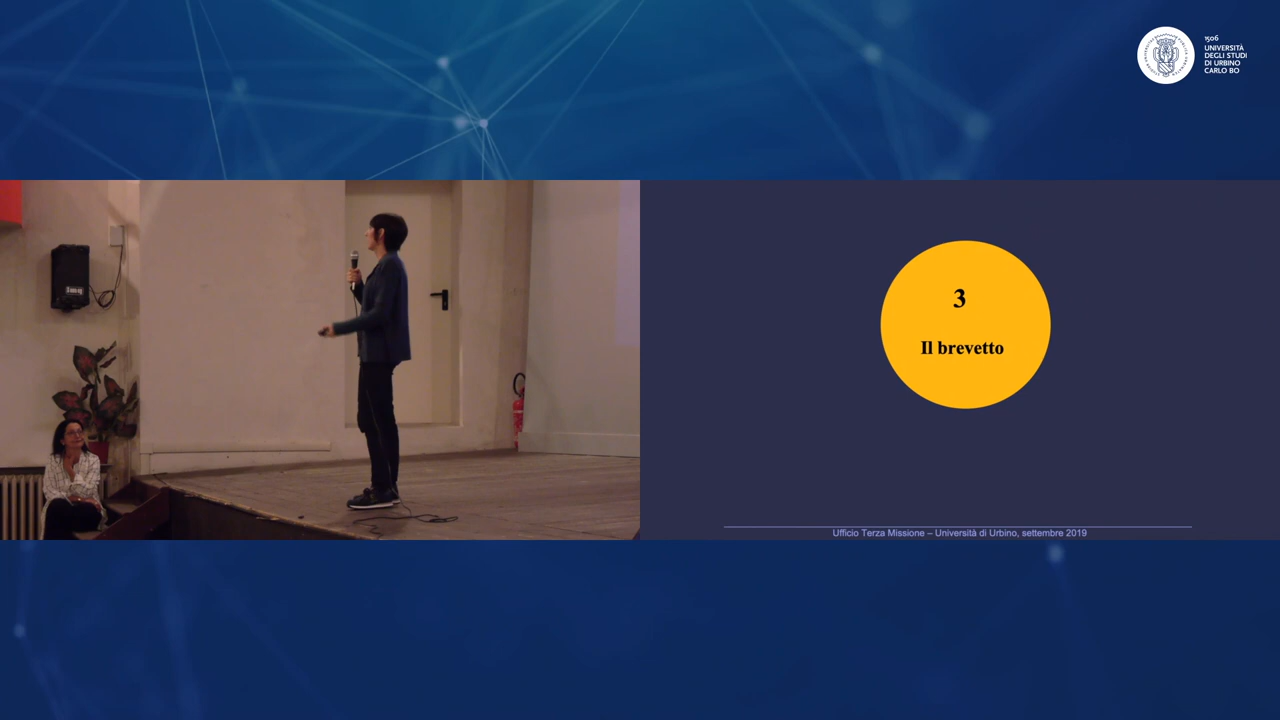 1506
UNIVERSITÀ
DEGLI STUDI
DI URBINO
CARLO BO
3
Il brevetto
Ufficio Terza Missione – Università di Urbino, settembre 2019